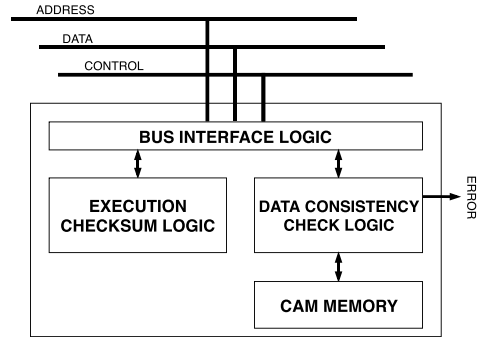 ADDRESS
DATA
CONTROL
BUS INTERFACE LOGIC
EXECUTION
CHECKSUM LOGIC
DATA CONSISTENCY
CHECK LOGIC
ERROR
CAM MEMORY